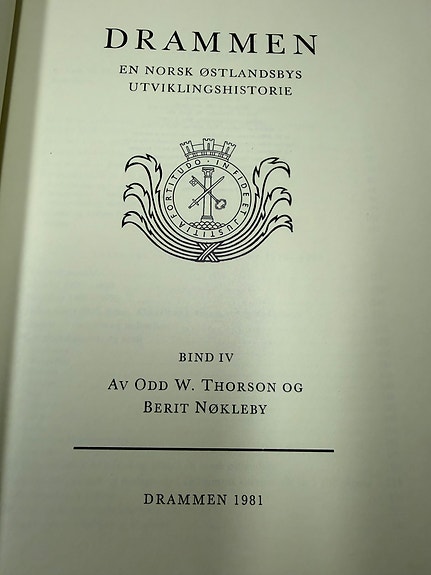 DRAMMEN
EN NORSK ØSTLANDSBYS
UTVIKLINGSHISTORIE
IN FIDE ET JUSTITIA FORTITUDO
BIND IV
AV ODD W. THORSON OG
BERIT NØKLEBY
DRAMMEN 1981